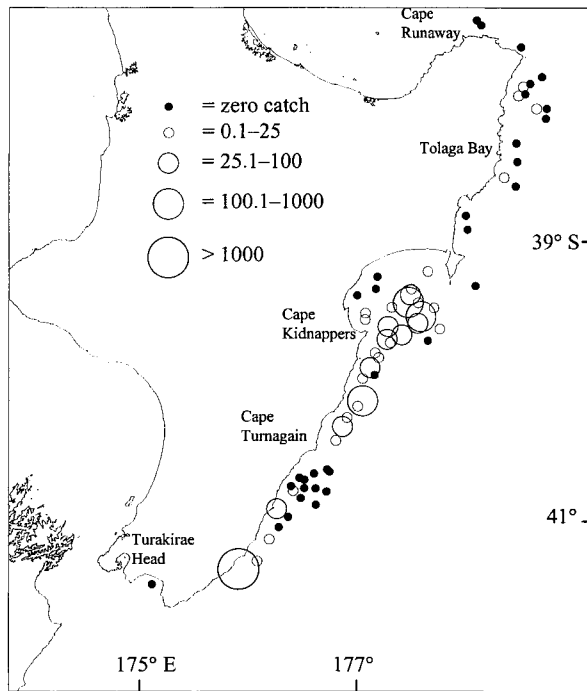 Cape
Runaway
= zero catch
= 0.1–25
= 25.1–100
= 100.1–1000
> 1000
Tolaga Bay
39° S
Cape
Kidnappers
Cape
Turnagain
41°
Turakirae
Head
175° E
177°